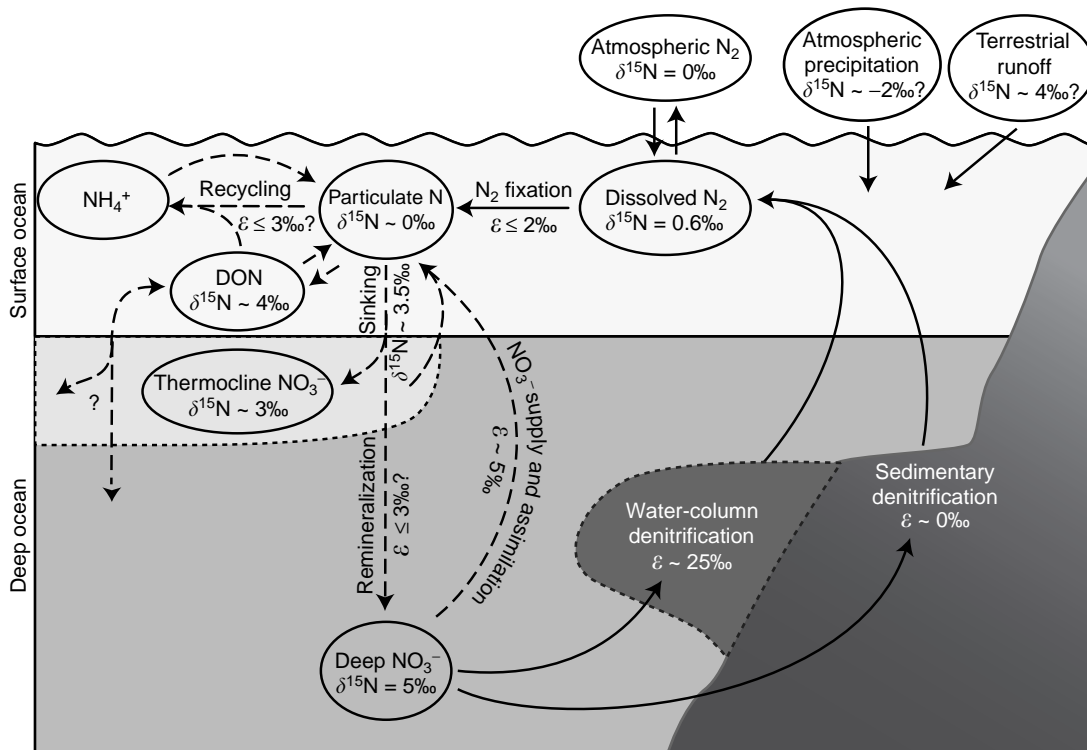 Atmospheric N₂
δ¹⁵N = 0‰
Atmospheric
precipitation
δ¹⁵N ~ −2‰?
Terrestrial
runoff
δ¹⁵N ~ 4‰?
Surface ocean
NH₄⁺
Recycling
ε ≤ 3‰?
Particulate N
δ¹⁵N ~ 0‰
N₂ fixation
ε ≤ 2‰
Dissolved N₂
δ¹⁵N = 0.6‰
DON
δ¹⁵N ~ 4‰
Sinking
δ¹⁵N ~ 3.5‰
Thermocline NO₃⁻
δ¹⁵N ~ 3‰
?
Deep ocean
Remineralization
ε ≤ 3‰?
NO₃⁻ supply and assimilation
ε ~ 5‰
Water-column
denitrification
ε ~ 25‰
Sedimentary
denitrification
ε ~ 0‰
Deep NO₃⁻
δ¹⁵N = 5‰